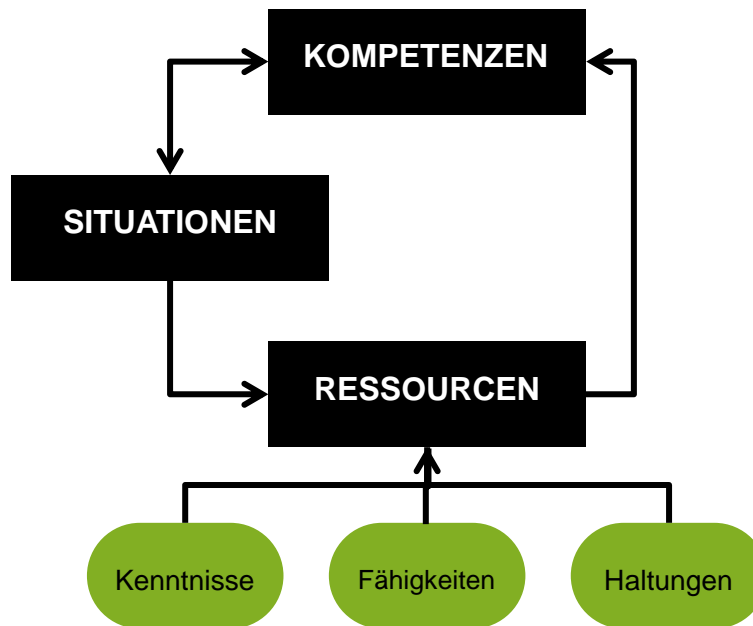 KOMPETENZEN
SITUATIONEN
RESSOURCEN
Kenntnisse
Fähigkeiten
Haltungen